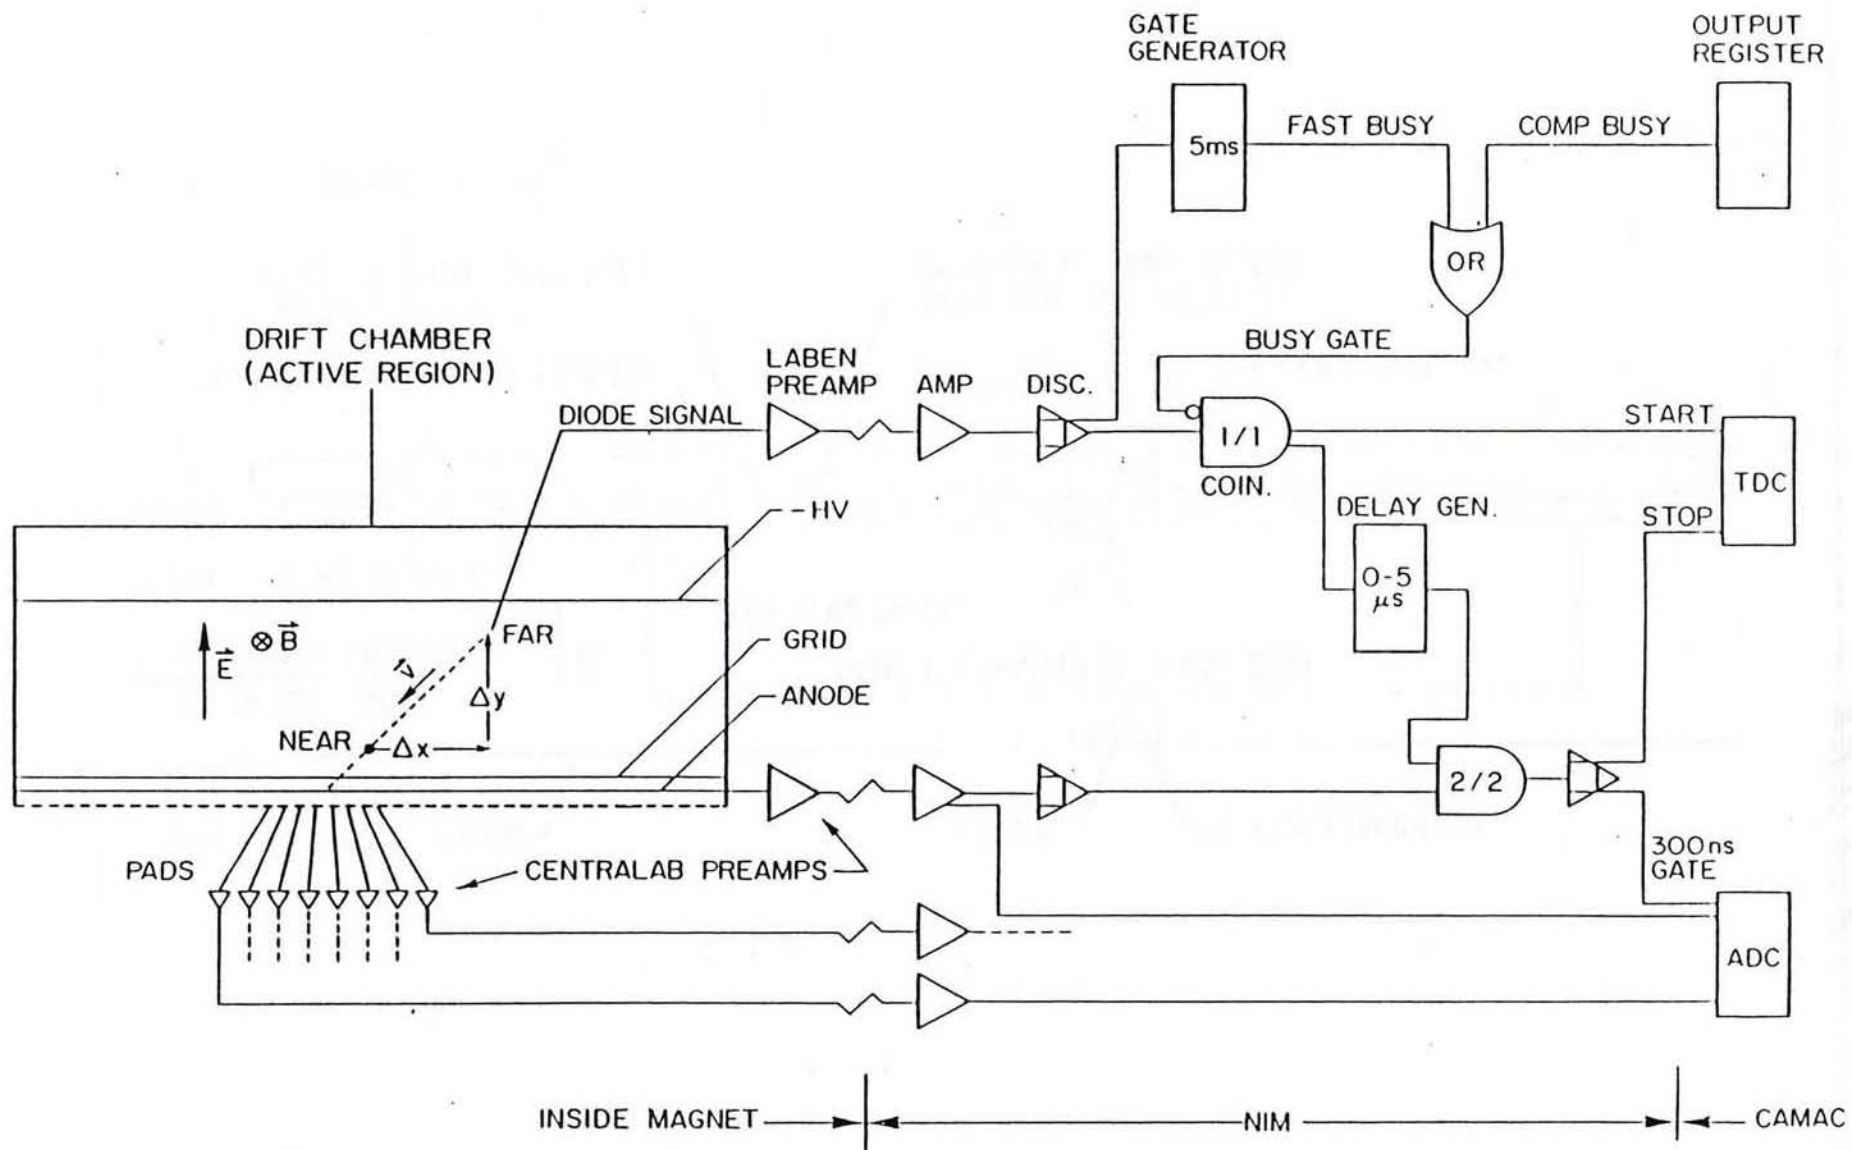 GATE
GENERATOR
OUTPUT
REGISTER
5ms
FAST BUSY
COMP BUSY
OR
BUSY GATE
DRIFT CHAMBER
(ACTIVE REGION)
LABEN
PREAMP
AMP
DISC.
DIODE SIGNAL
1/1
COIN.
START
TDC
STOP
-HV
DELAY GEN.
0-5
μs
E
B
FAR
GRID
v
Δy
ANODE
NEAR
Δx
2/2
PADS
CENTRALAB PREAMPS
300ns
GATE
ADC
INSIDE MAGNET
NIM
CAMAC